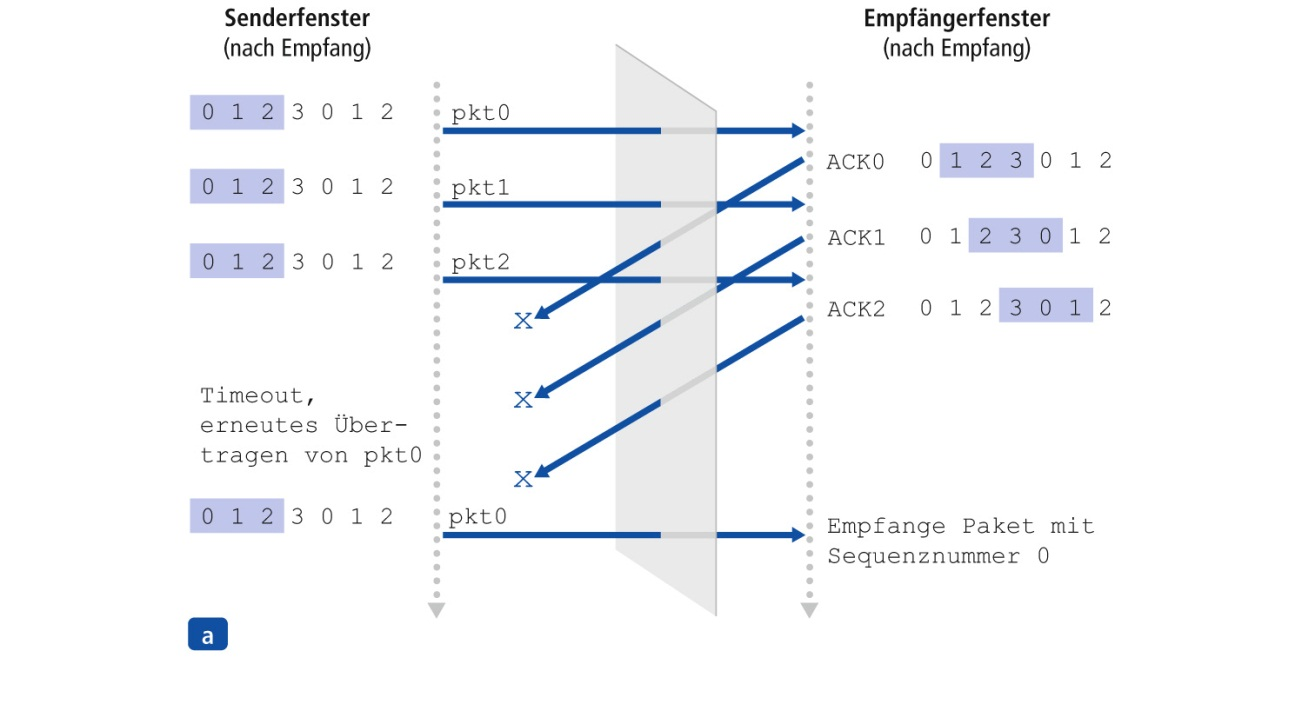 Senderfenster
(nach Empfang)
Empfängerfenster
(nach Empfang)
0 1 2 3 0 1 2
pkt0
ACK0 0 1 2 3 0 1 2
0 1 2 3 0 1 2
pkt1
ACK1 0 1 2 3 0 1 2
0 1 2 3 0 1 2
pkt2
ACK2 0 1 2 3 0 1 2
X
X
X
Timeout,
erneutes Über-
tragen von pkt0
0 1 2 3 0 1 2
pkt0
Empfange Paket mit
Sequenznummer 0
a